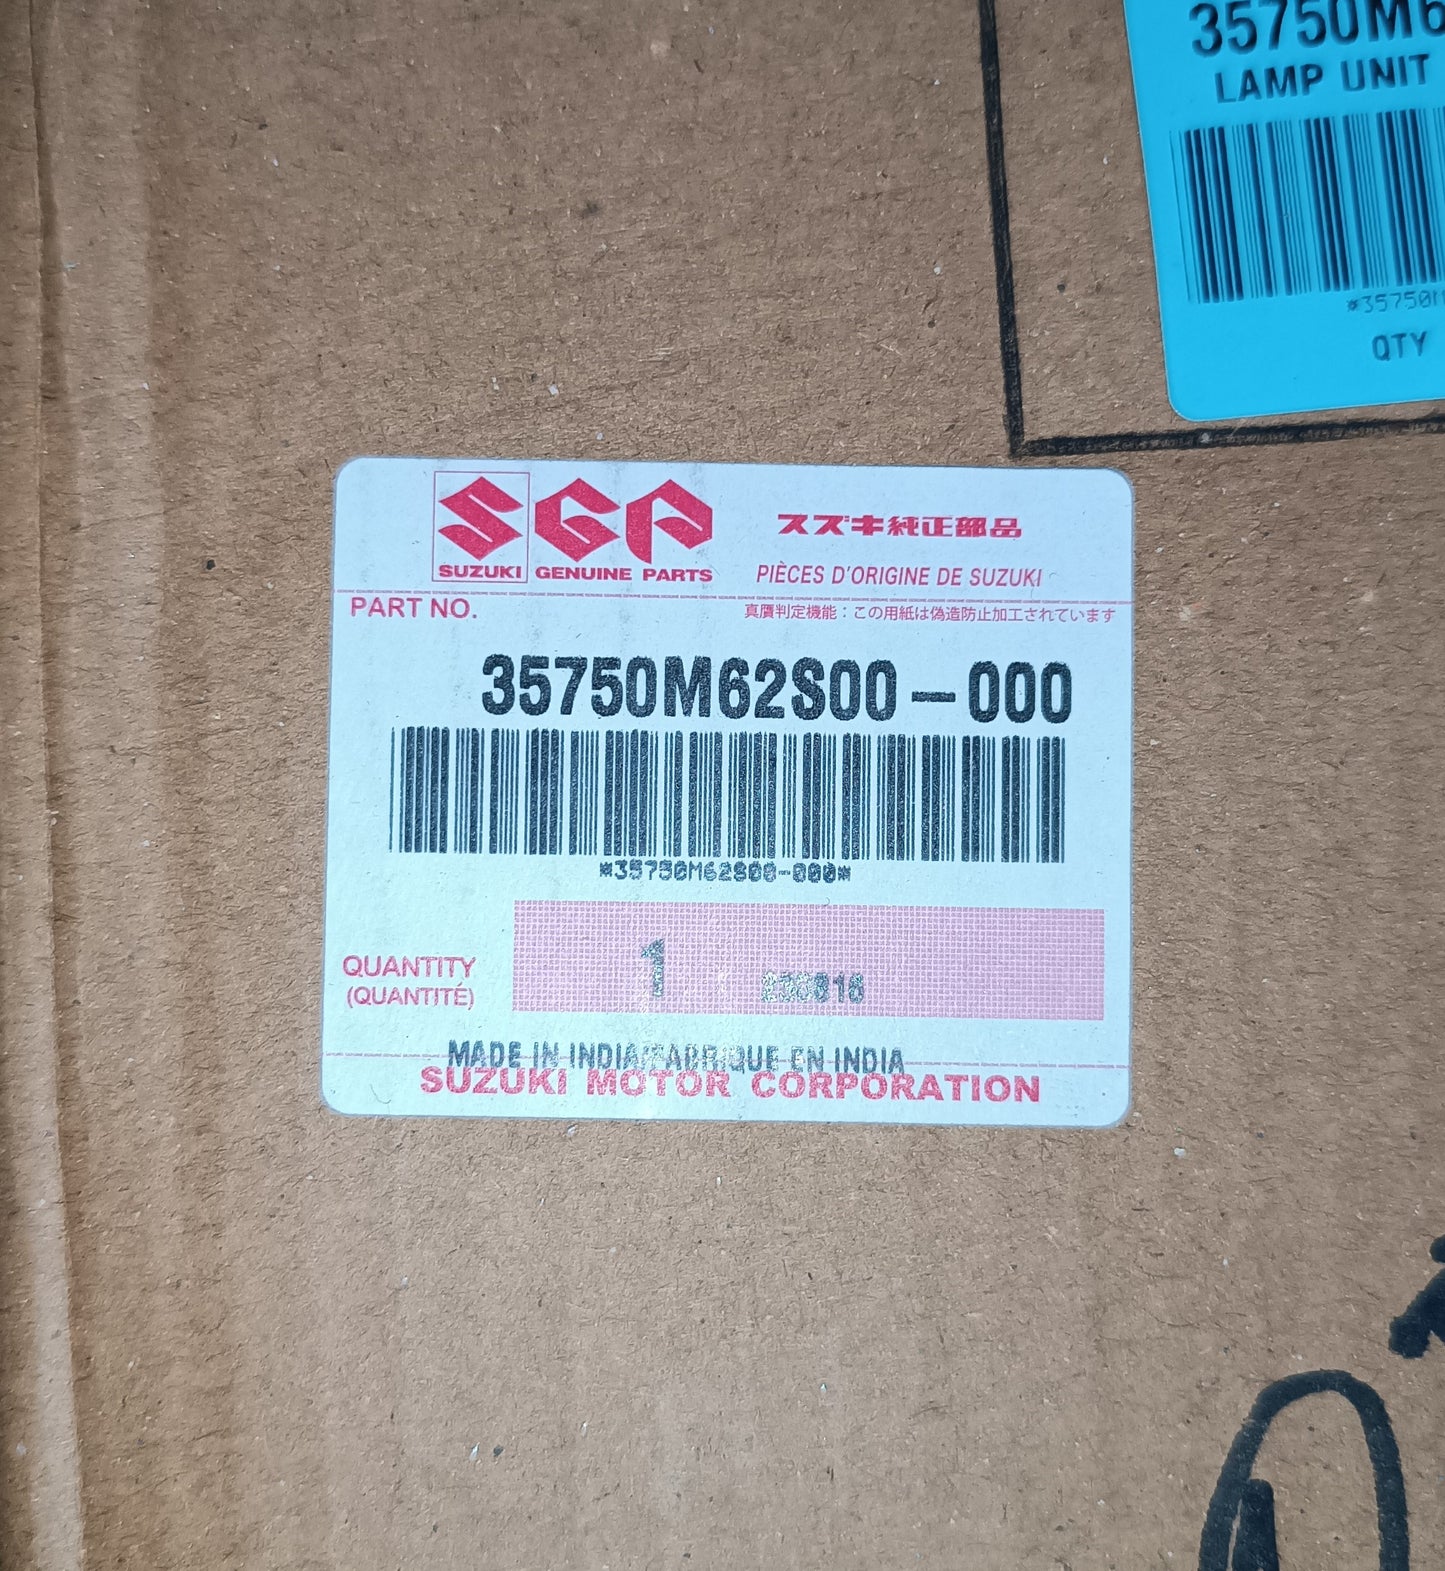 35750M6
LAMP UNIT
*35750M
QTY
SUZUKI
SGP
GENUINE PARTS
スズキ純正部品
PIÈCES D'ORIGINE DE SUZUKI
PART NO.
真贋判定機能：この用紙は偽造防止加工されています
35750M62S00-000
*35750M62S00-000*
QUANTITY
(QUANTITÉ)
1
MADE IN INDIA/FABRIQUE EN INDIA
SUZUKI MOTOR CORPORATION